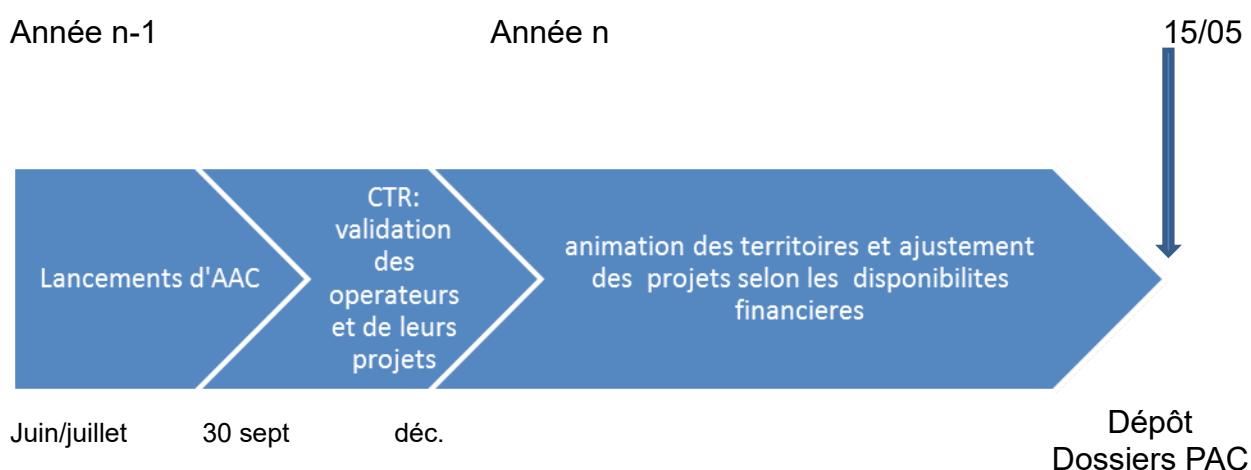 Année n-1
Année n
15/05
Lancements d'AAC
CTR:
validation
des
operateurs
et de leurs
projets
animation des territoires et ajustement
des projets selon les disponibilites
financieres
Juin/juillet
30 sept
déc.
Dépôt
Dossiers PAC